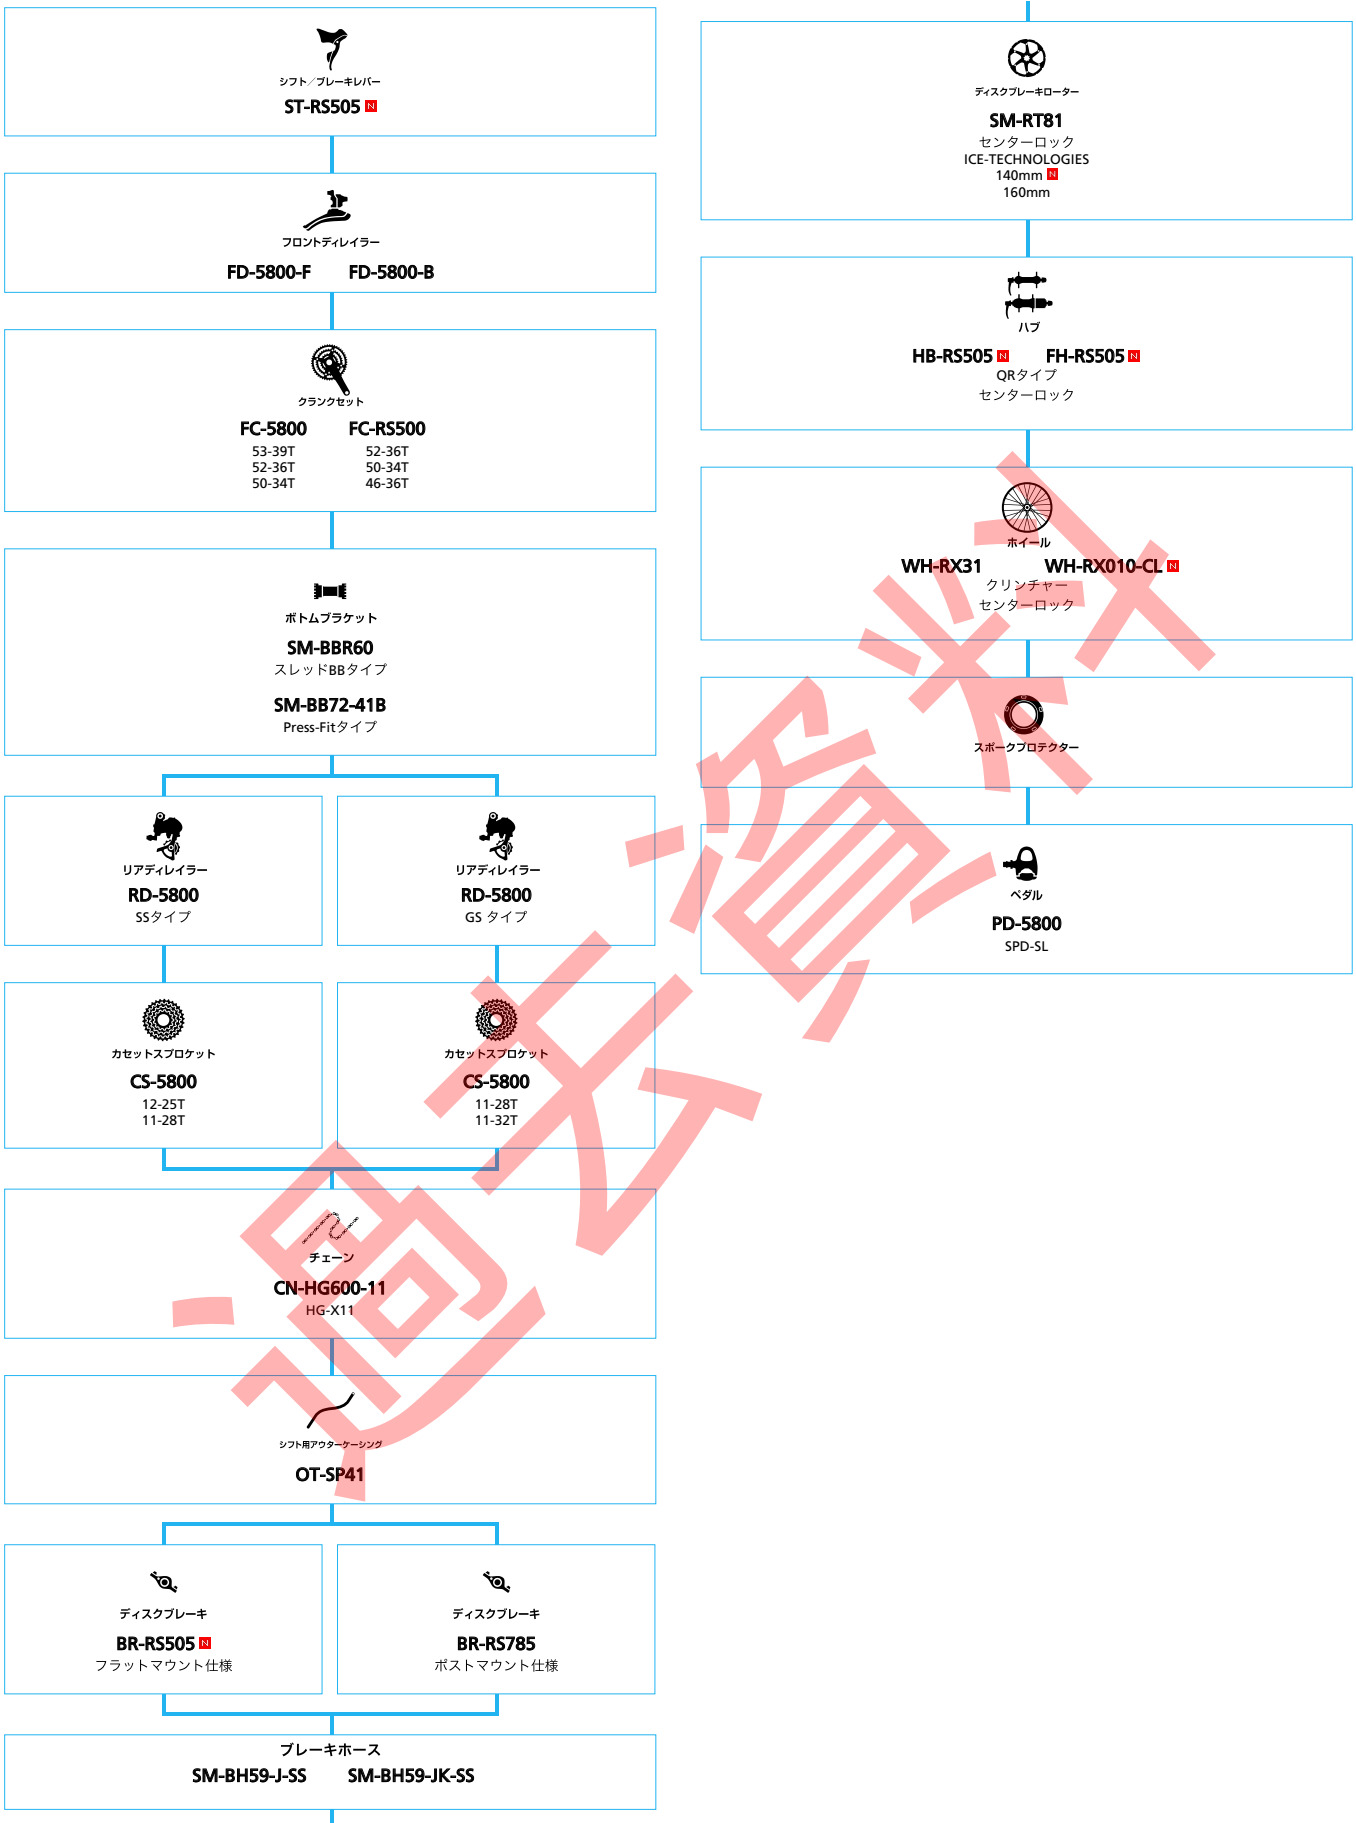 シフト／ブレーキレバー
ST-RS505 N
フロントディレイラー
FD-5800-F FD-5800-B
クランクセット
FC-5800 FC-RS500
53-39T 52-36T
52-36T 50-34T
50-34T 46-36T
ボトムブラケット
SM-BBR60
スレッドBBタイプ
SM-BB72-41B
Press-Fitタイプ
リアディレイラー
RD-5800
SSタイプ
リアディレイラー
RD-5800
GS タイプ
カセットスプロケット
CS-5800
12-25T
11-28T
カセットスプロケット
CS-5800
11-28T
11-32T
チェーン
CN-HG600-11
HG-X11
シフト用アウターケーシング
OT-SP41
ディスクブレーキ
BR-RS505 N
フラットマウント仕様
ディスクブレーキ
BR-RS785
ポストマウント仕様
ブレーキホース
SM-BH59-J-SS SM-BH59-JK-SS
ディスクブレーキローター
SM-RT81
センターロック
ICE-TECHNOLOGIES
140mm N
160mm
ハブ
HB-RS505 N FH-RS505 N
QRタイプ
センターロック
ホイール
WH-RX31 WH-RX010-CL N
クリンチャー
センターロック
スポークプロテクター
ペダル
PD-5800
SPD-SL
過去資料